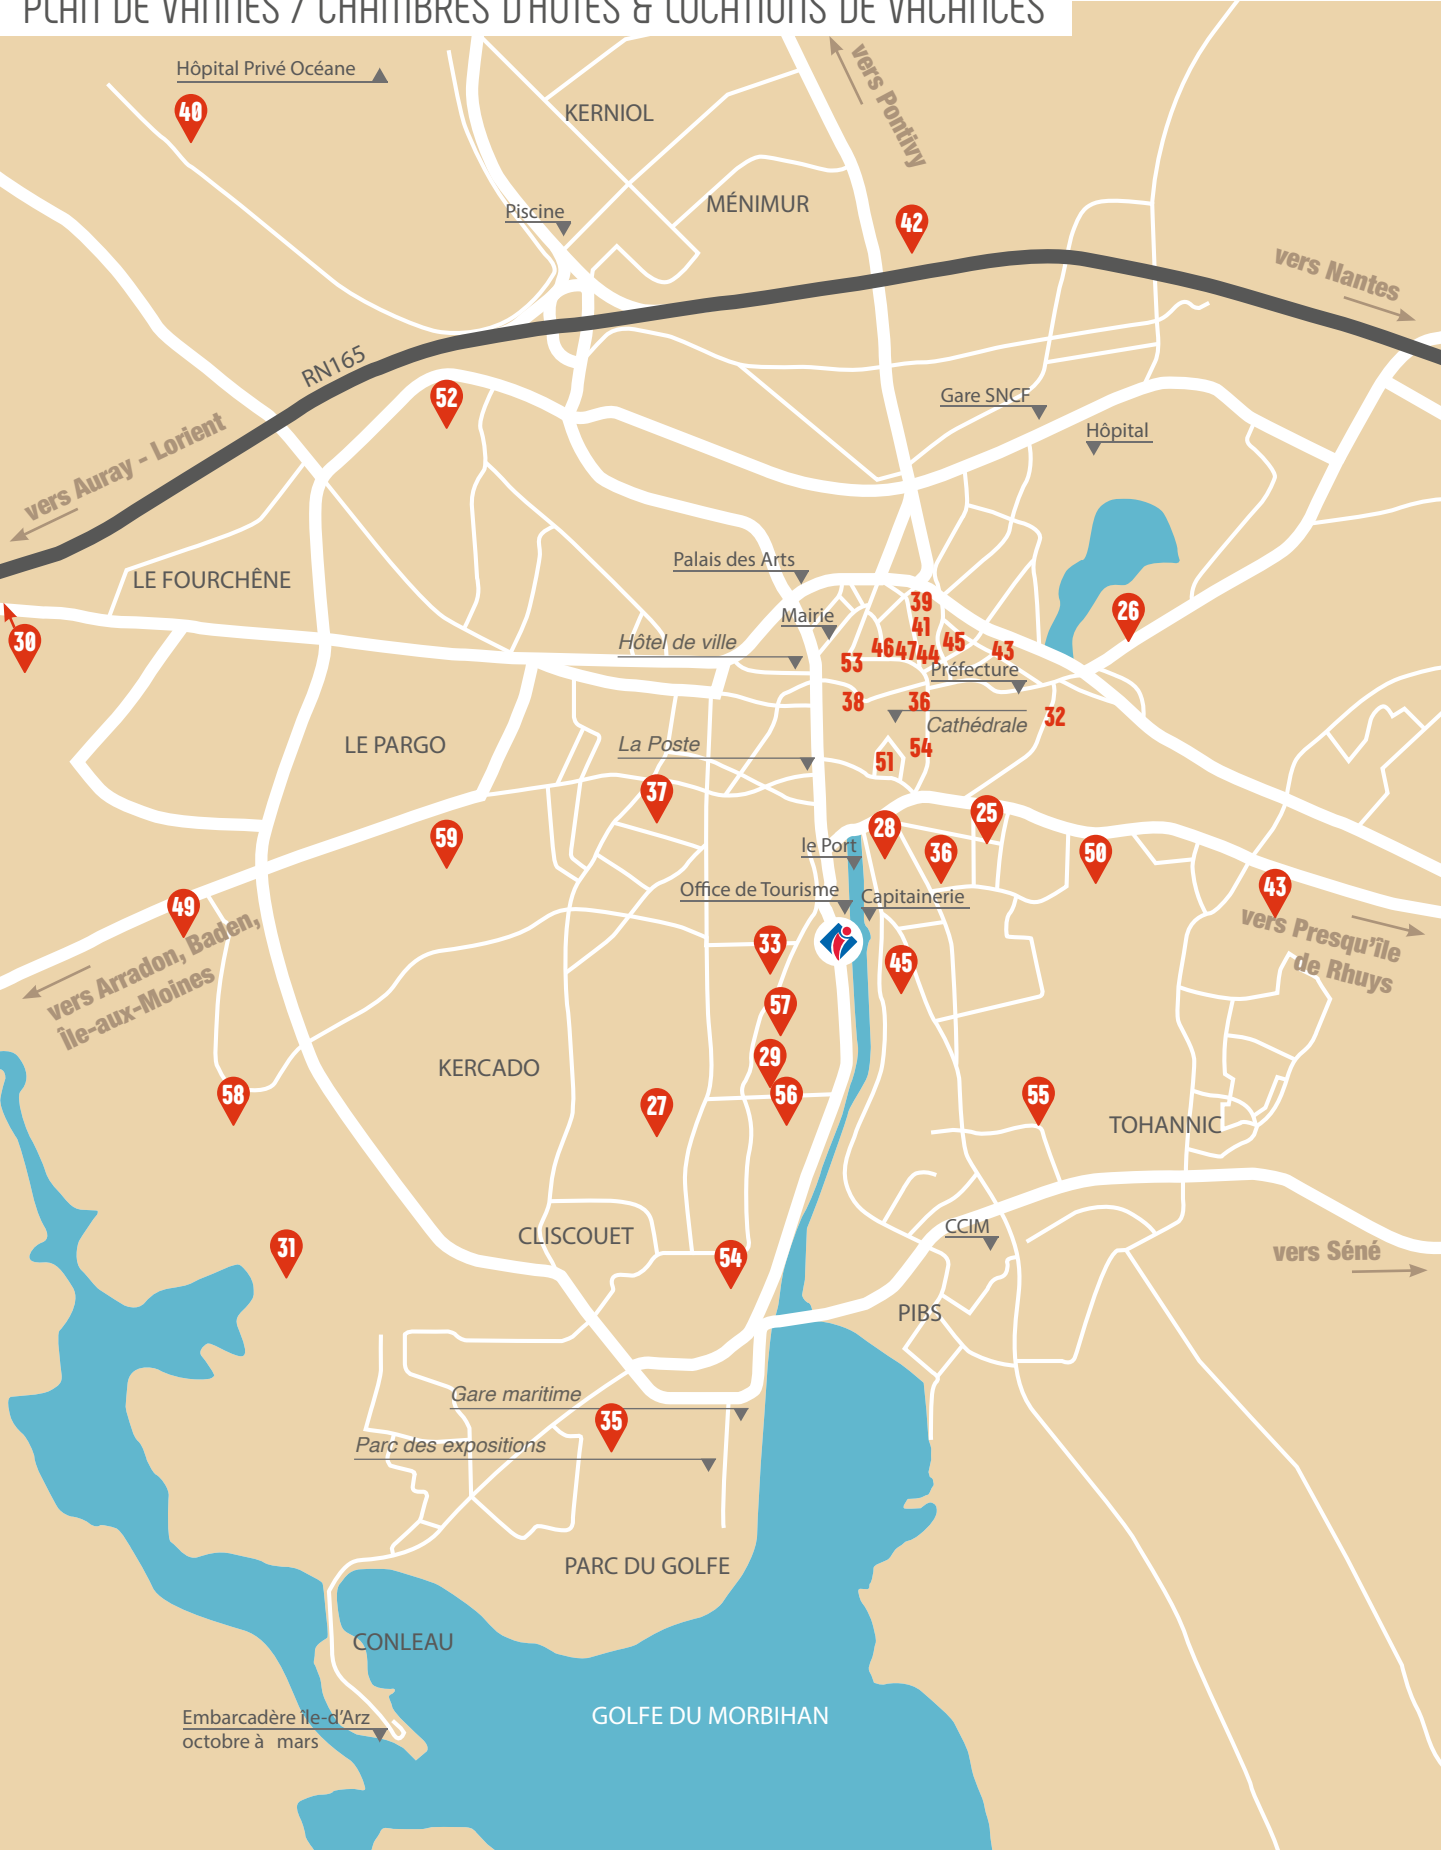 PLAN DE VANNES / CHAMBRES D'HÔTES & LOCATIONS DE VACANCES
Hôpital Privé Océane
40
KERNIOL
vers Pontivy
MÉNIMUR
Piscine
42
vers Nantes
RN165
52
Gare SNCF
Hôpital
vers Auray - Lorient
Palais des Arts
LE FOURCHÊNE
39
26
Mairie
41
30
Hôtel de ville
46
47
44
45
43
53
Préfecture
38
36
32
Cathédrale
LE PARGO
La Poste
54
51
37
25
28
59
le Port
36
50
Office de Tourisme
Capitainerie
43
49
vers Arradon, Baden,
Île-aux-Moines
vers Presqu'île
de Rhuys
33
45
57
29
KERCADO
58
27
56
55
TOHANNIC
CLISCOUET
CCIM
31
54
vers Séné
PIBS
Gare maritime
35
Parc des expositions
PARC DU GOLFE
CONLEAU
GOLFE DU MORBIHAN
Embarcadère île-d'Arz
octobre à mars